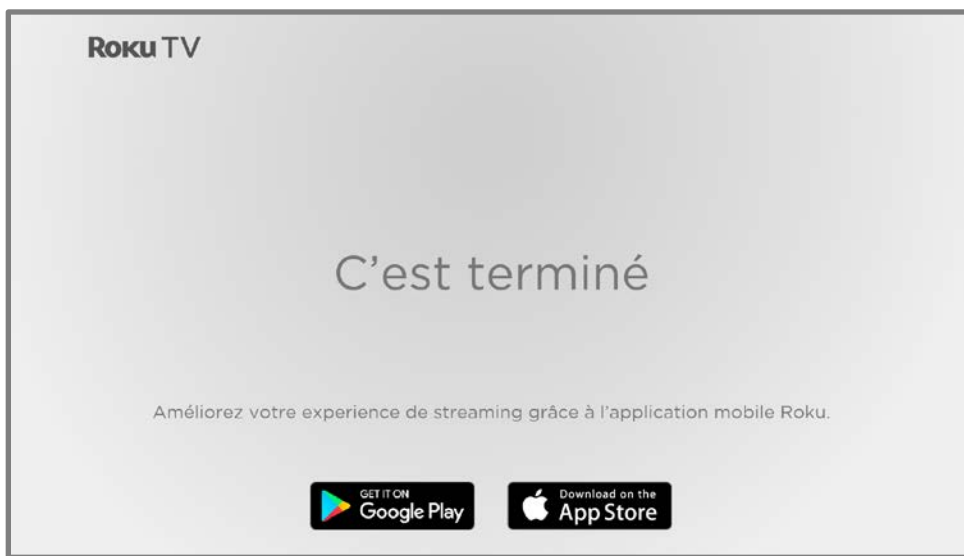 Roku TV
C'est terminé
Améliorez votre experience de streaming grâce à l'application mobile Roku.
GET IT ON
Google Play
Download on the
App Store